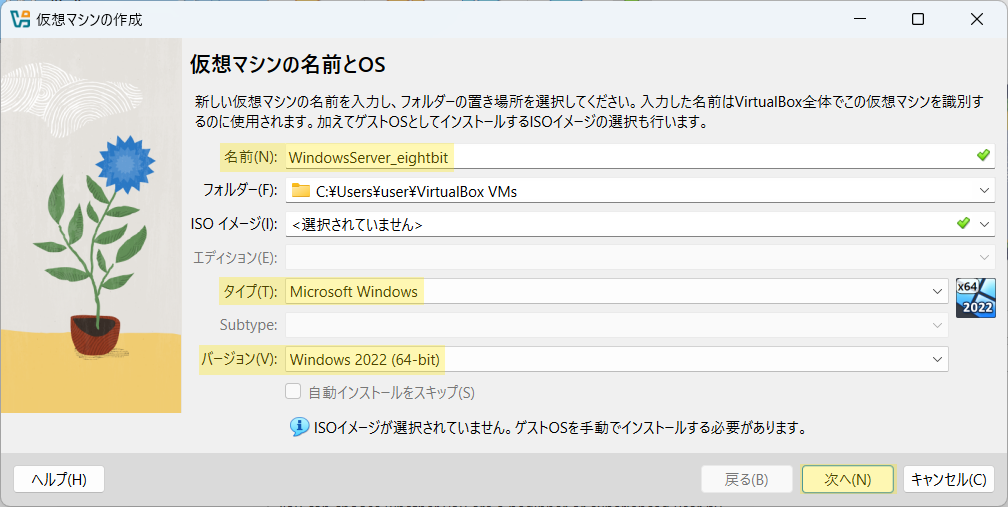 仮想マシンの作成
仮想マシンの名前とOS
新しい仮想マシンの名前を入力し、フォルダーの置き場所を選択してください。入力した名前はVirtualBox全体でこの仮想マシンを識別す
るのに使用されます。加えてゲストOSとしてインストールするISOイメージの選択も行います。
名前(N): WindowsServer_eightbit
フォルダー(F): C:¥Users¥user¥VirtualBox VMs
ISO イメージ(I): <選択されていません>
エディション(E):
タイプ(T): Microsoft Windows
x64
2022
Subtype:
バージョン(V): Windows 2022 (64-bit)
自動インストールをスキップ(S)
ISOイメージが選択されていません。ゲストOSを手動でインストールする必要があります。
ヘルプ(H) 戻る(B) 次へ(N) キャンセル(C)